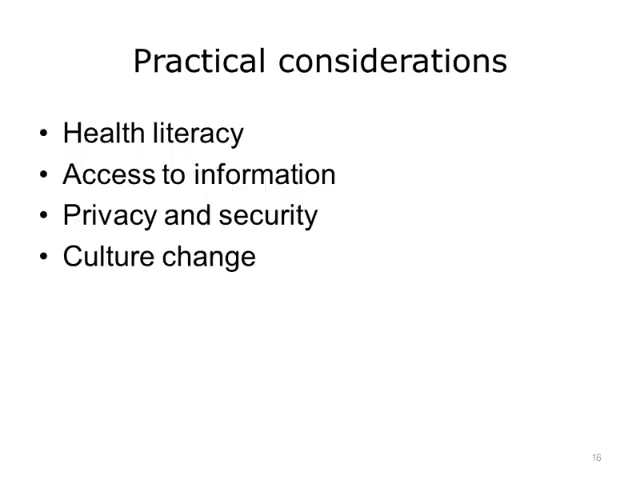 Practical considerations
• Health literacy
• Access to information
• Privacy and security
• Culture change
16